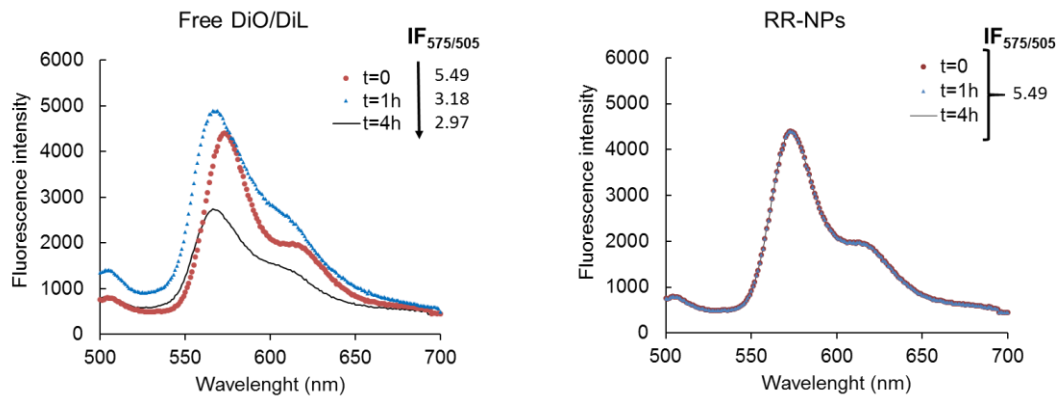 Free DiO/DiL
IF575/505
t=0 5.49
t=1h 3.18
t=4h 2.97
6000
5000
4000
3000
2000
1000
0
Fluorescence intensity
500 550 600 650 700
Wavelenght (nm)
RR-NPs
IF575/505
t=0
t=1h
t=4h
5.49
6000
5000
4000
3000
2000
1000
0
Fluorescence intensity
500 550 600 650 700
Wavelenght (nm)